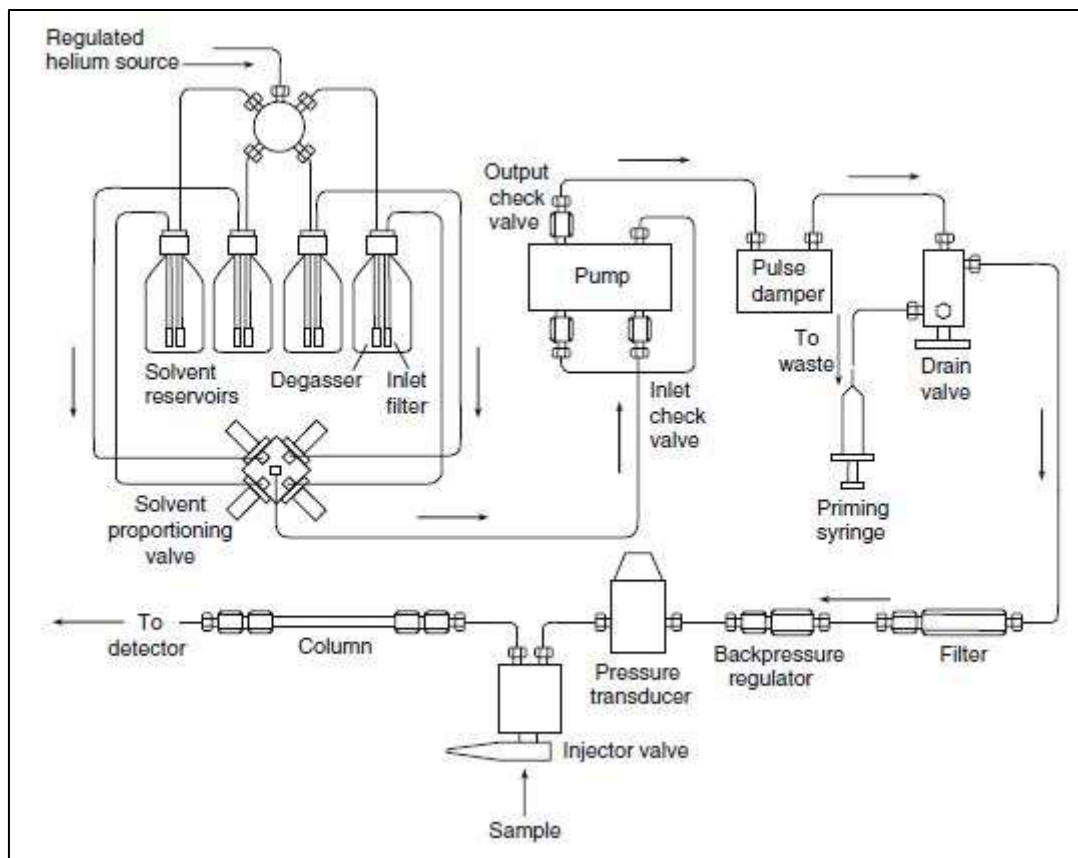 Regulated
helium source
Output
check
valve
Pump
Pulse
damper
To
waste
Drain
valve
Solvent
reservoirs
Degasser
Inlet
filter
Inlet
check
valve
Priming
syringe
Solvent
proportioning
valve
To
detector
Column
Pressure
transducer
Backpressure
regulator
Filter
Injector valve
Sample